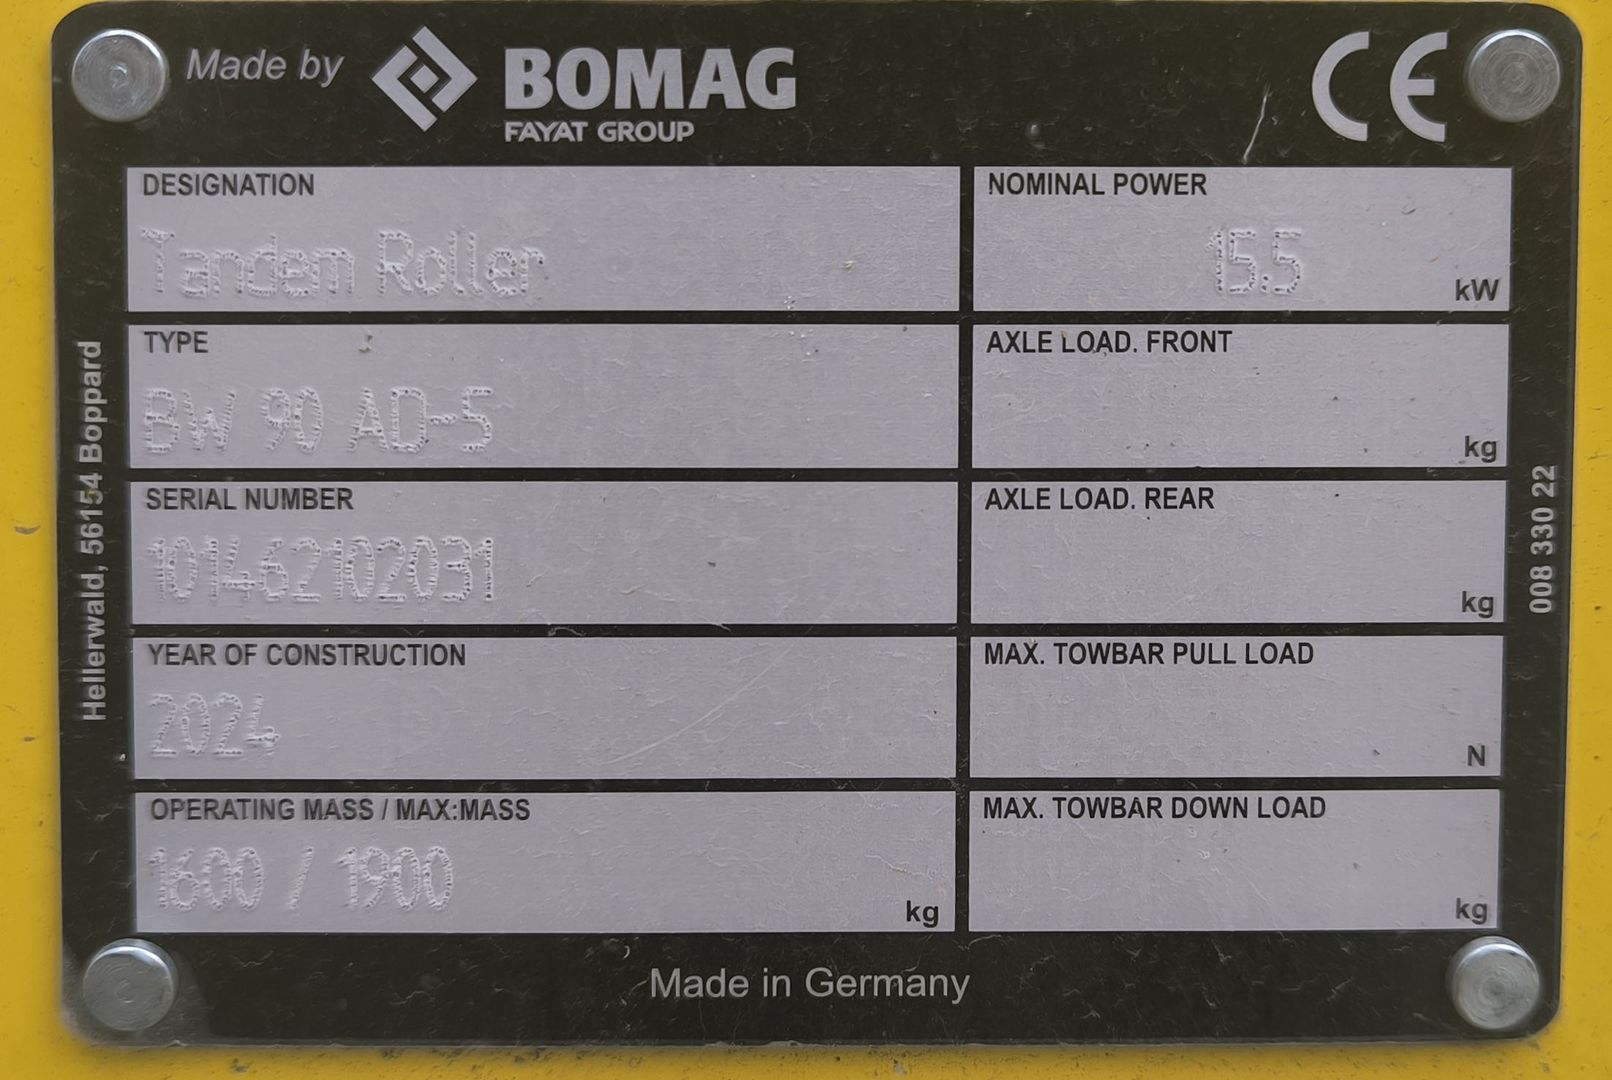 Made by BOMAG
FAYAT GROUP
CE
DESIGNATION
Tandem Roller
NOMINAL POWER
15.5 kW
TYPE
BW 90 AD-5
AXLE LOAD. FRONT
kg
SERIAL NUMBER
101462102031
AXLE LOAD. REAR
kg
YEAR OF CONSTRUCTION
2024
MAX. TOWBAR PULL LOAD
N
OPERATING MASS / MAX:MASS
1600 / 1900 kg
MAX. TOWBAR DOWN LOAD
kg
Made in Germany
Hellerwald, 56154 Boppard
008 330 22